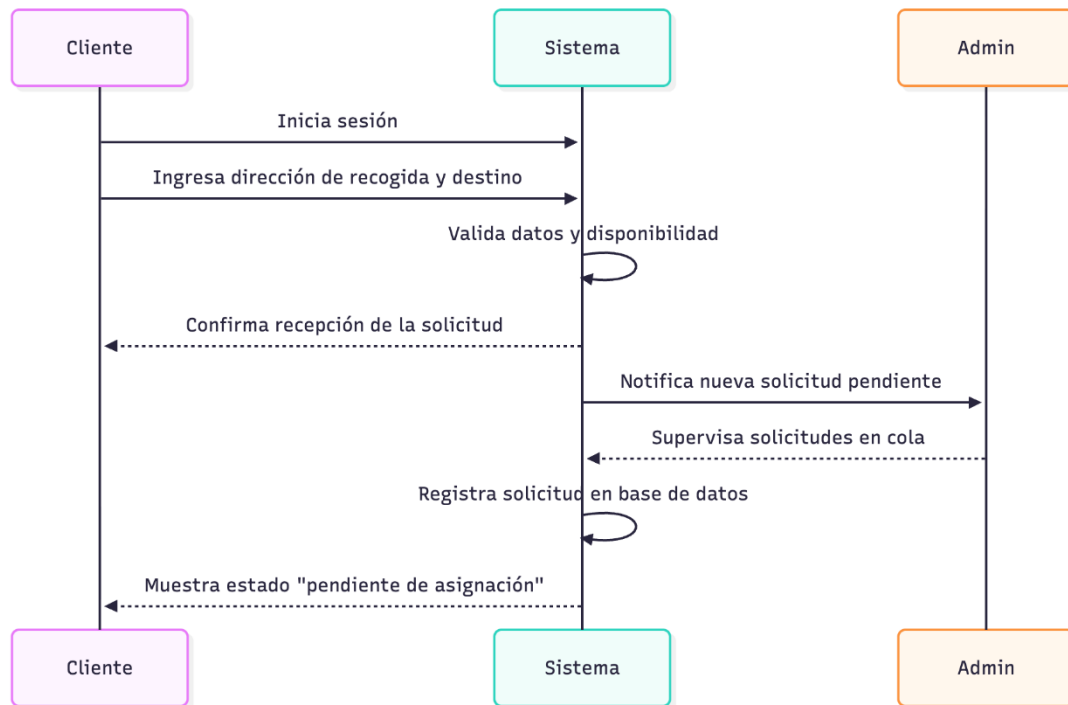 Cliente
Sistema
Admin
Inicia sesión
Ingresa dirección de recogida y destino
Valida datos y disponibilidad
Confirma recepción de la solicitud
Notifica nueva solicitud pendiente
Supervisa solicitudes en cola
Registra solicitud en base de datos
Muestra estado "pendiente de asignación"
Cliente
Sistema
Admin